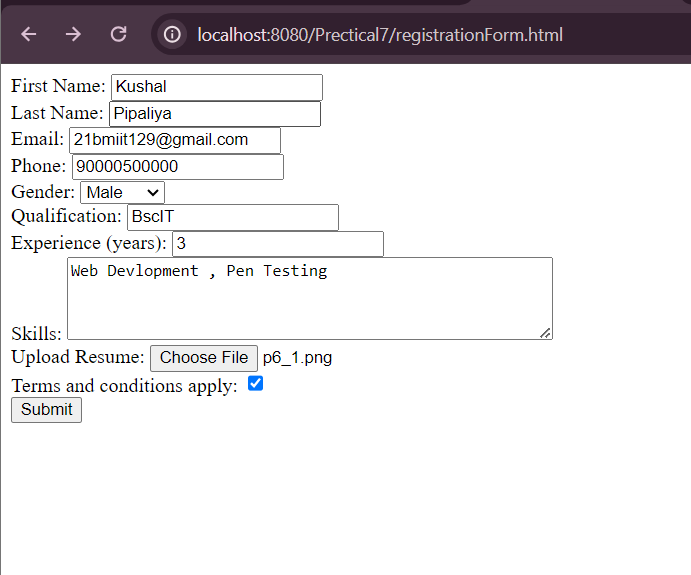 localhost:8080/Prectical7/registrationForm.html
First Name: Kushal
Last Name: Pipaliya
Email: 21bmiit129@gmail.com
Phone: 90000500000
Gender: Male
Qualification: BscIT
Experience (years): 3
Web Devlopment , Pen Testing
Skills:
Upload Resume: Choose File p6_1.png
Terms and conditions apply:
Submit